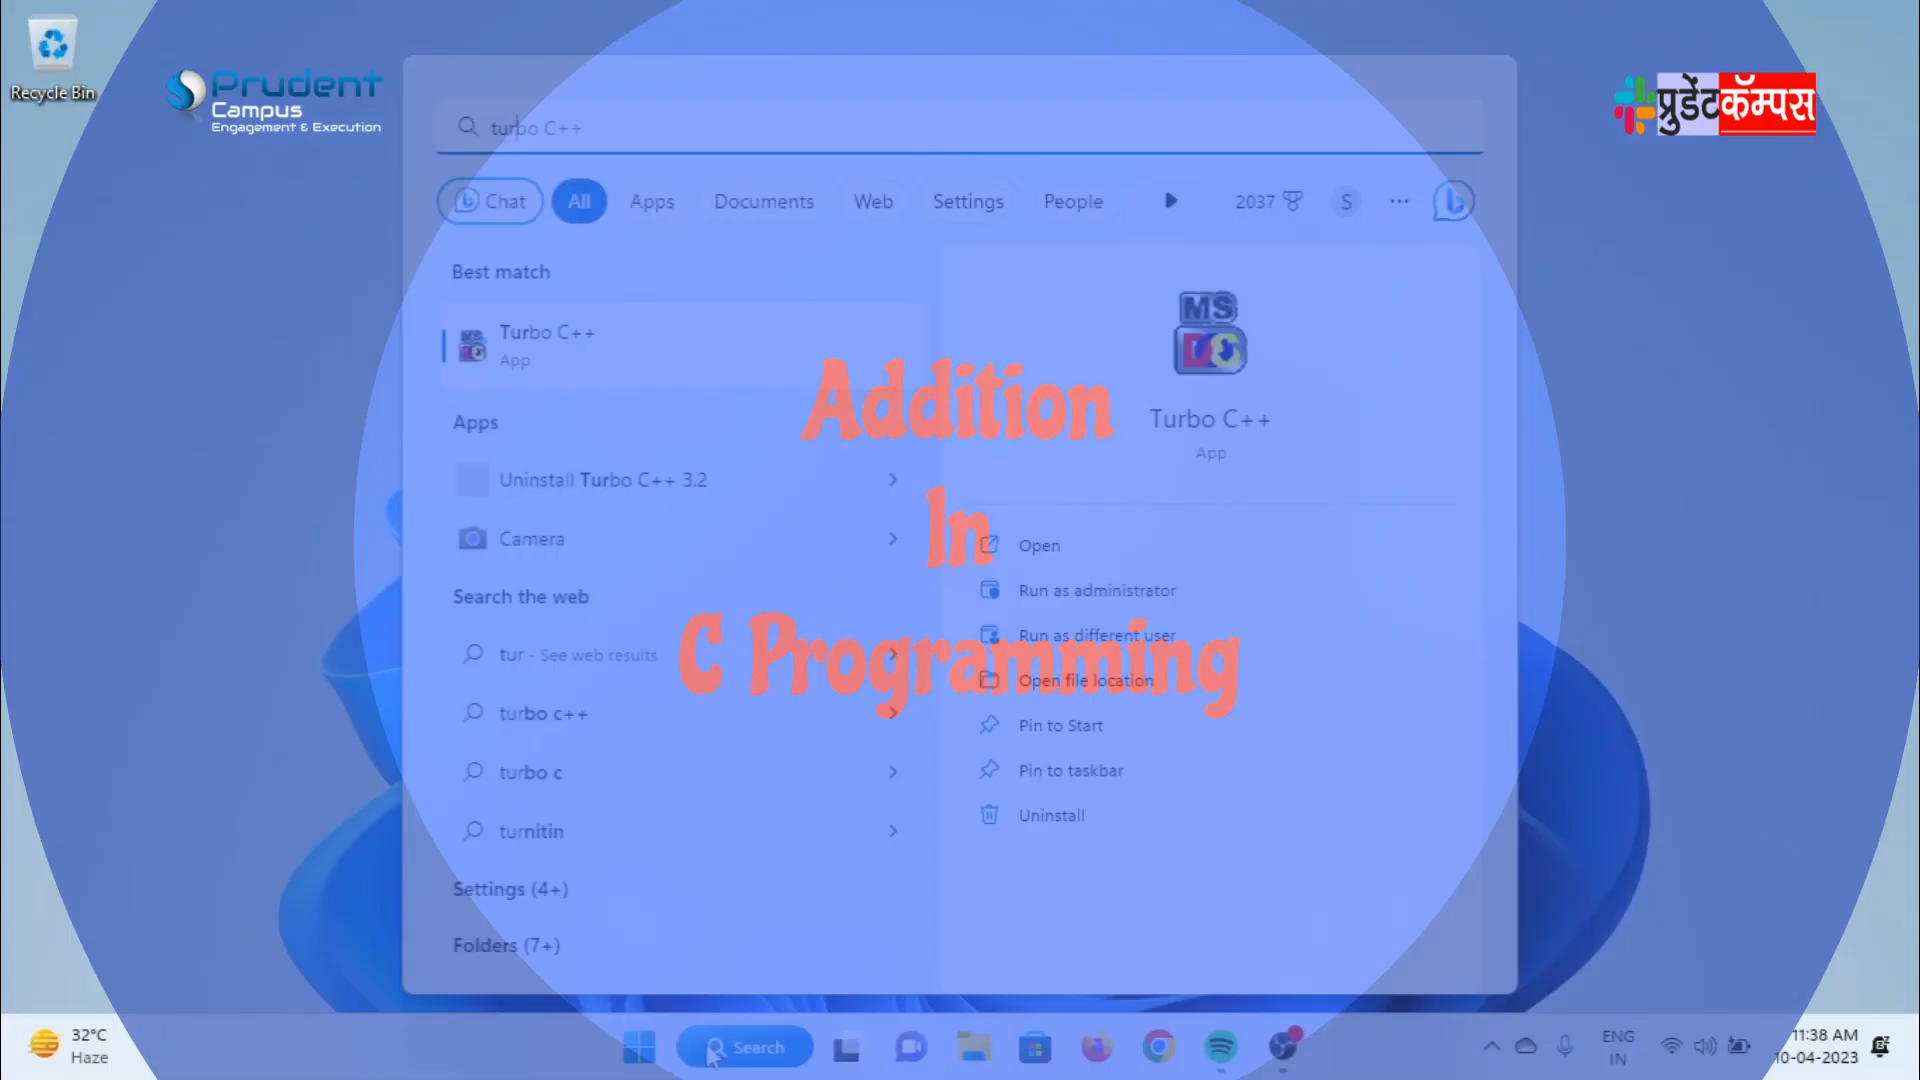 Recycle Bin
Prudent
Campus
Engagement & Execution
प्रुडेंट कॅम्पस
turbo C++
Chat
All
Apps
Documents
Web
Settings
People
2037
S
Best match
Turbo C++
App
Apps
Uninstall Turbo C++ 3.2
Camera
Search the web
tur - See web results
turbo c++
turbo c
turnitin
Settings (4+)
Folders (7+)
MS
DOS
Turbo C++
App
Open
Run as administrator
Run as different user
Open file location
Pin to Start
Pin to taskbar
Uninstall
Addition
In
C Programming
32°C
Haze
Search
ENG
IN
11:38 AM
10-04-2023